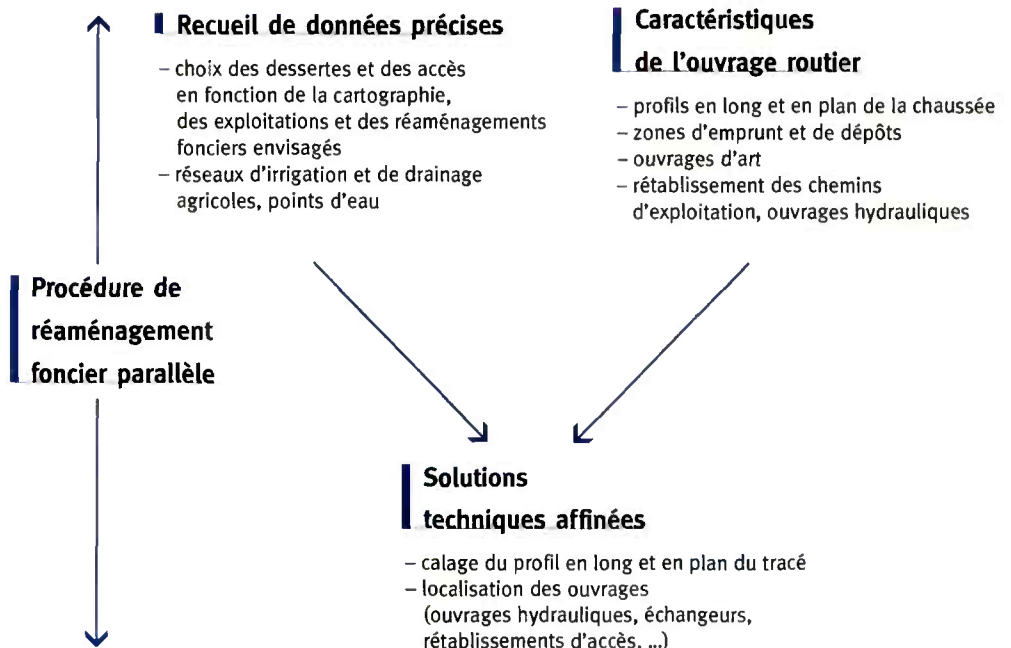 Recueil de données précises
– choix des dessertes et des accès
en fonction de la cartographie,
des exploitations et des réaménagements
fonciers envisagés
– réseaux d'irrigation et de drainage
agricoles, points d'eau
Caractéristiques
de l'ouvrage routier
– profils en long et en plan de la chaussée
– zones d'emprunt et de dépôts
– ouvrages d'art
– rétablissement des chemins
d'exploitation, ouvrages hydrauliques
Procédure de
réaménagement
foncier parallèle
Solutions
techniques affinées
– calage du profil en long et en plan du tracé
– localisation des ouvrages
(ouvrages hydrauliques, échangeurs,
rétablissements d'accès, ...)